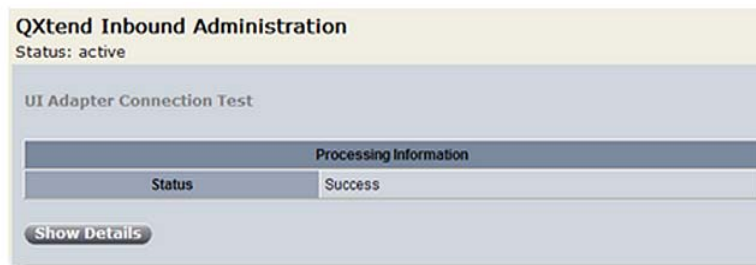 QXtend Inbound Administration
Status: active
UI Adapter Connection Test
Processing Information
Status Success
Show Details